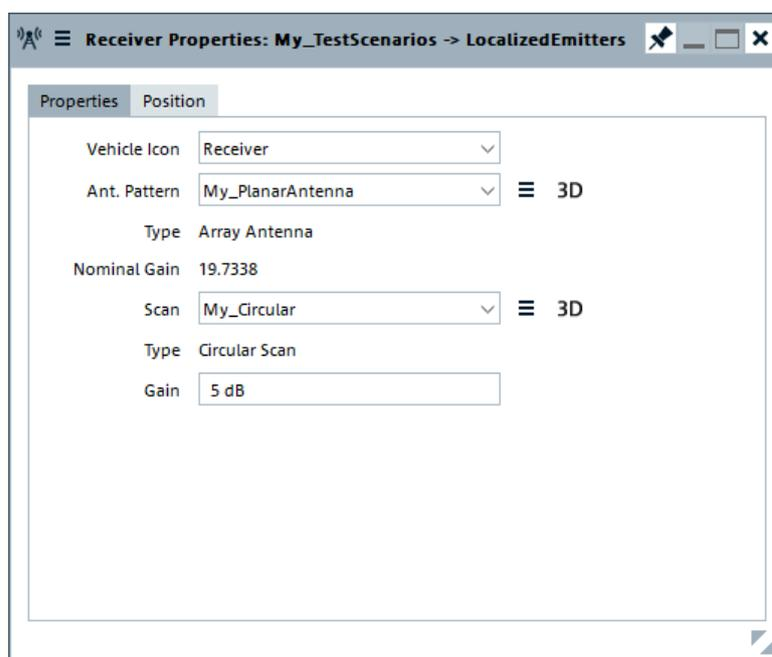 Receiver Properties: My_TestScenarios -> LocalizedEmitters
Properties Position
Vehicle Icon Receiver
Ant. Pattern My_PlanarAntenna 3D
Type Array Antenna
Nominal Gain 19.7338
Scan My_Circular 3D
Type Circular Scan
Gain 5 dB